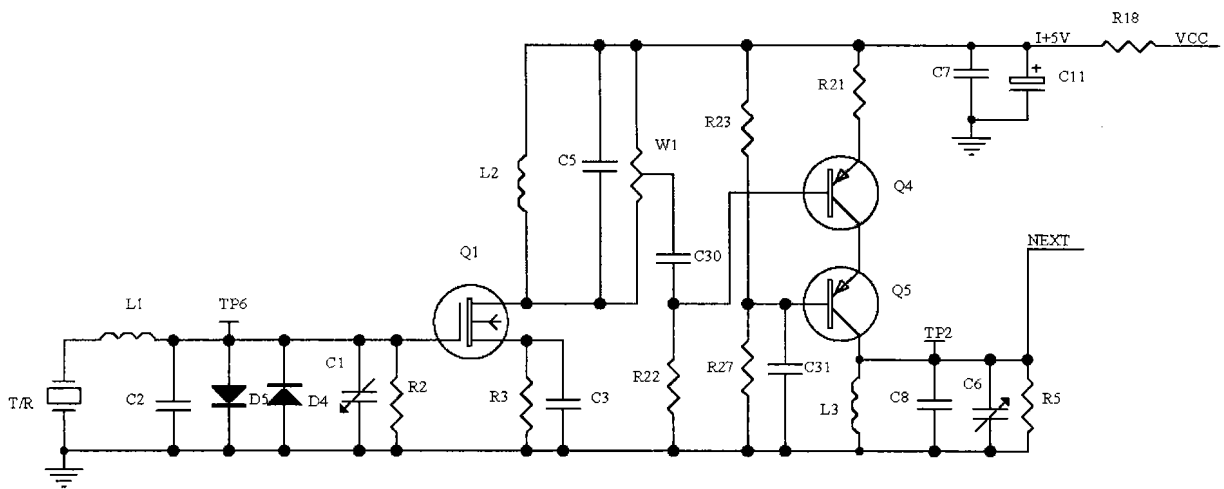 R18
I+5V
VCC
C7
+
C11
R21
R23
W1
C5
L2
Q4
NEXT
Q1
C30
Q5
L1
TP6
TP2
C1
R2
R3
C3
R22
R27
C31
C6
T/R
C2
D5
D4
L3
C8
R5